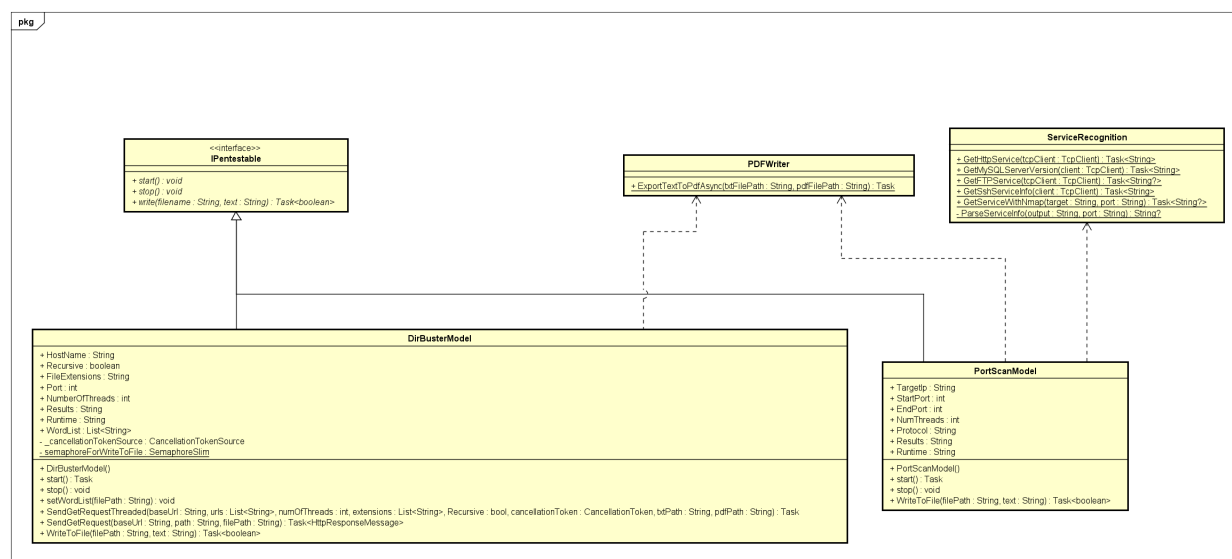 pkg
<<interface>>
IPentestable
+ start() : void
+ stop() : void
+ write(filename : String, text : String) : Task<boolean>
PDFWriter
+ ExportTextToPdfAsync(txtFilePath : String, pdfFilePath : String) : Task
ServiceRecognition
+ GetHttpService(tcpClient : TcpClient) : Task<String>
+ GetMySQLServerVersion(client : TcpClient) : Task<String>
+ GetFTPService(tcpClient : TcpClient) : Task<String?>
+ GetSshServiceInfo(client : TcpClient) : Task<String>
+ GetServiceWithNmap(target : String, port : String) : Task<String?>
- ParseServiceInfo(output : String, port : String) : String?
DirBusterModel
+ HostName : String
+ Recursive : boolean
+ FileExtensions : String
+ Port : int
+ NumberOfThreads : int
+ Results : String
+ Runtime : String
+ WordList : List<String>
- _cancellationTokenSource : CancellationTokenSource
- semaphoreForWriteToFile : SemaphoreSlim
+ DirBusterModel()
+ start() : Task
+ stop() : void
+ setWordList(filePath : String) : void
+ SendGetRequestThreaded(baseUrl : String, urls : List<String>, numOfThreads : int, extensions : List<String>, Recursive : bool, cancellationToken : CancellationToken, txtPath : String, pdfPath : String) : Task
+ SendGetRequest(baseUrl : String, path : String, filePath : String) : Task<HttpResponseMessage>
+ WriteToFile(filePath : String, text : String) : Task<boolean>
PortScanModel
+ TargetIp : String
+ StartPort : int
+ EndPort : int
+ NumThreads : int
+ Protocol : String
+ Results : String
+ Runtime : String
+ PortScanModel()
+ start() : Task
+ stop() : void
+ WriteToFile(filePath : String, text : String) : Task<boolean>